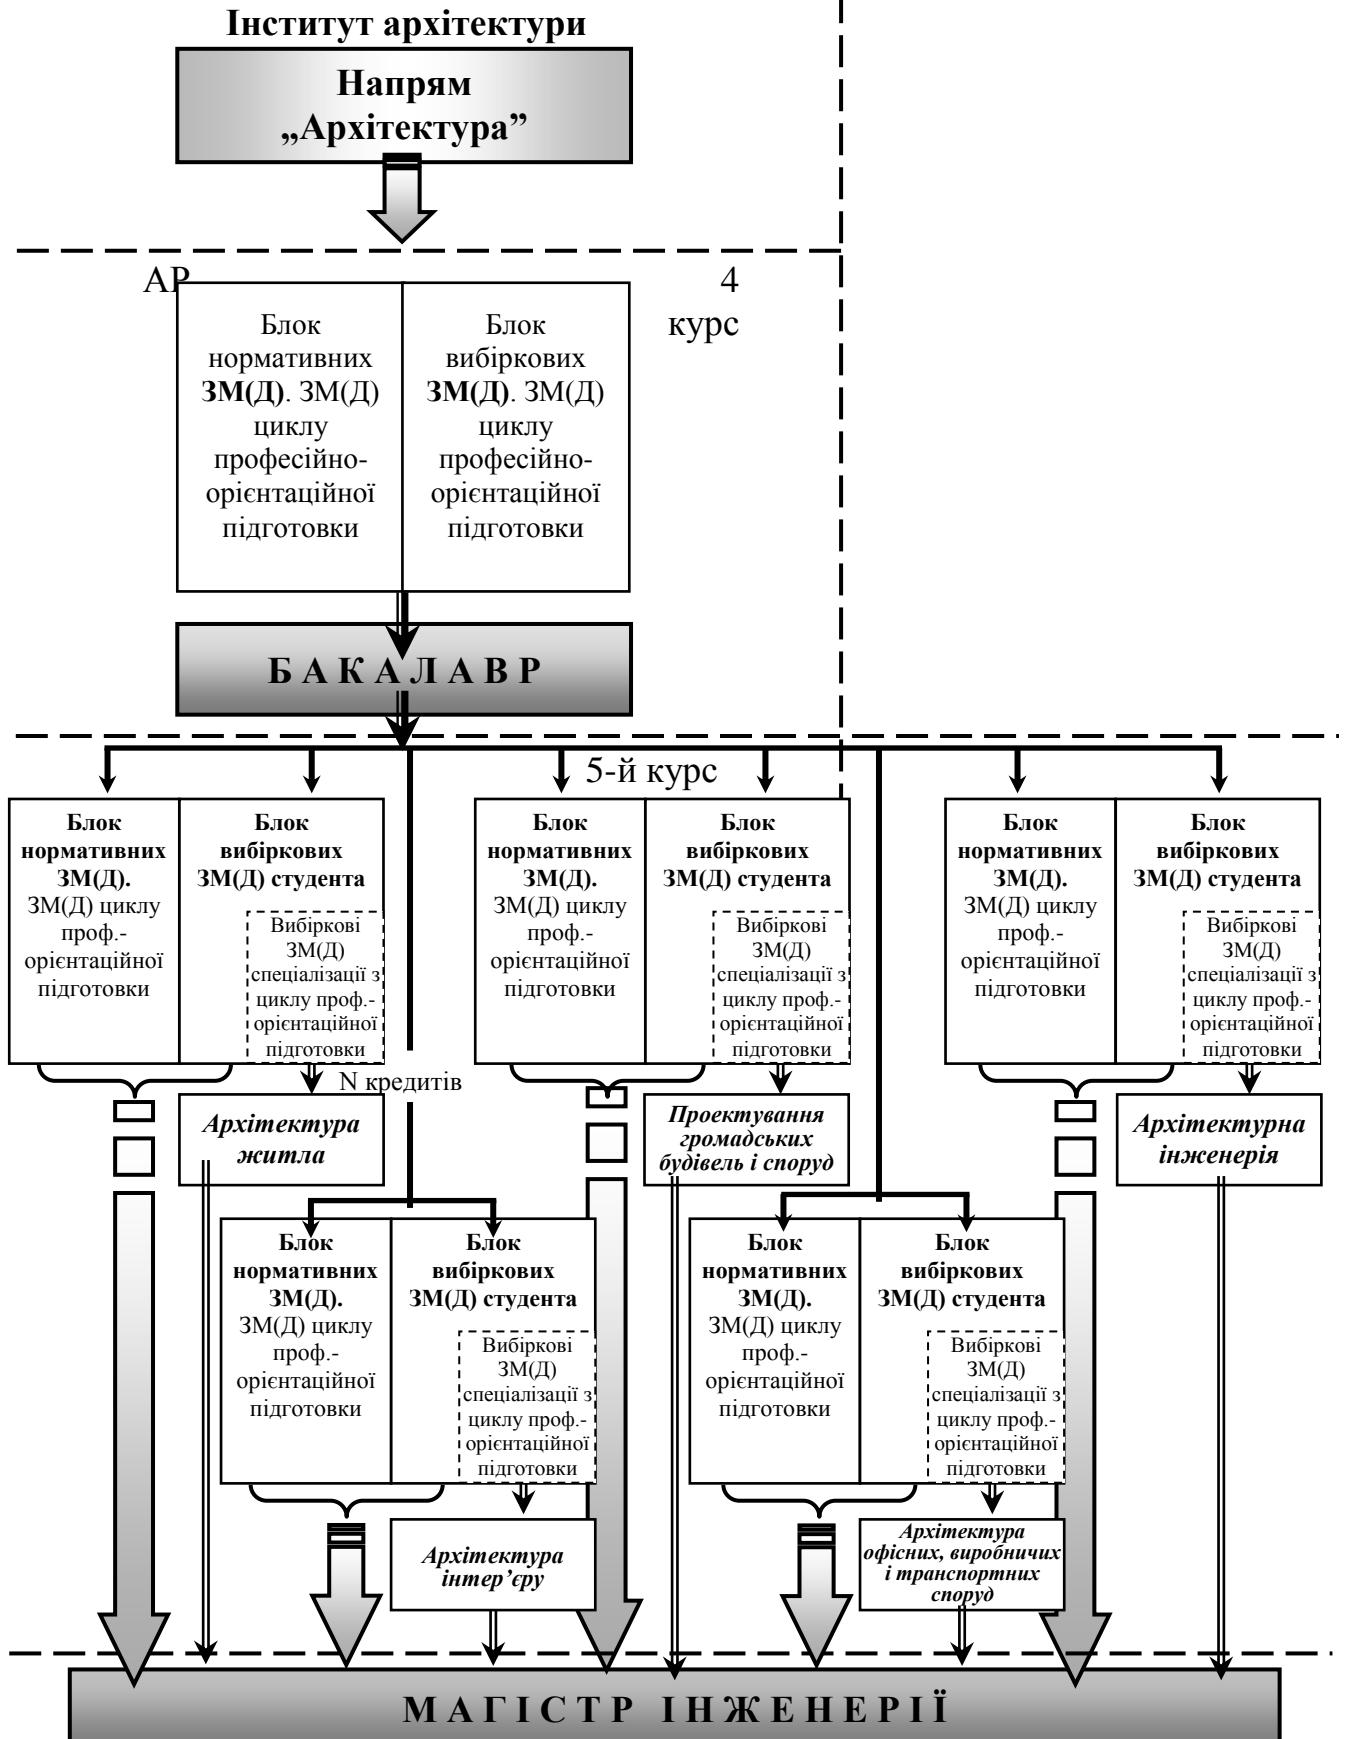 Інститут архітектури
Напрям
„Архітектура”
АР
4
курс
Блок
нормативних
ЗМ(Д). ЗМ(Д)
циклу
професійно-
орієнтаційної
підготовки
Блок
вибіркових
ЗМ(Д). ЗМ(Д)
циклу
професійно-
орієнтаційної
підготовки
Б А К А Л А В Р
5-й курс
Блок
нормативних
ЗМ(Д).
ЗМ(Д) циклу
проф.-
орієнтаційної
підготовки
Блок
вибіркових
ЗМ(Д) студента
Вибіркові
ЗМ(Д)
спеціалізації з
циклу проф.-
орієнтаційної
підготовки
Блок
нормативних
ЗМ(Д).
ЗМ(Д) циклу
проф.-
орієнтаційної
підготовки
Блок
вибіркових
ЗМ(Д) студента
Вибіркові
ЗМ(Д)
спеціалізації з
циклу проф.-
орієнтаційної
підготовки
Блок
нормативних
ЗМ(Д).
ЗМ(Д) циклу
проф.-
орієнтаційної
підготовки
Блок
вибіркових
ЗМ(Д) студента
Вибіркові
ЗМ(Д)
спеціалізації з
циклу проф.-
орієнтаційної
підготовки
N кредитів
Архітектура
житла
Проектування
громадських
будівель і споруд
Архітектурна
інженерія
Блок
нормативних
ЗМ(Д).
ЗМ(Д) циклу
проф.-
орієнтаційної
підготовки
Блок
вибіркових
ЗМ(Д) студента
Вибіркові
ЗМ(Д)
спеціалізації з
циклу проф.-
орієнтаційної
підготовки
Блок
нормативних
ЗМ(Д).
ЗМ(Д) циклу
проф.-
орієнтаційної
підготовки
Блок
вибіркових
ЗМ(Д) студента
Вибіркові
ЗМ(Д)
спеціалізації з
циклу проф.-
орієнтаційної
підготовки
Архітектура
інтер’єру
Архітектура
офісних, виробничих
і транспортних
споруд
М А Г І С Т Р І Н Ж Е Н Е Р І Ї